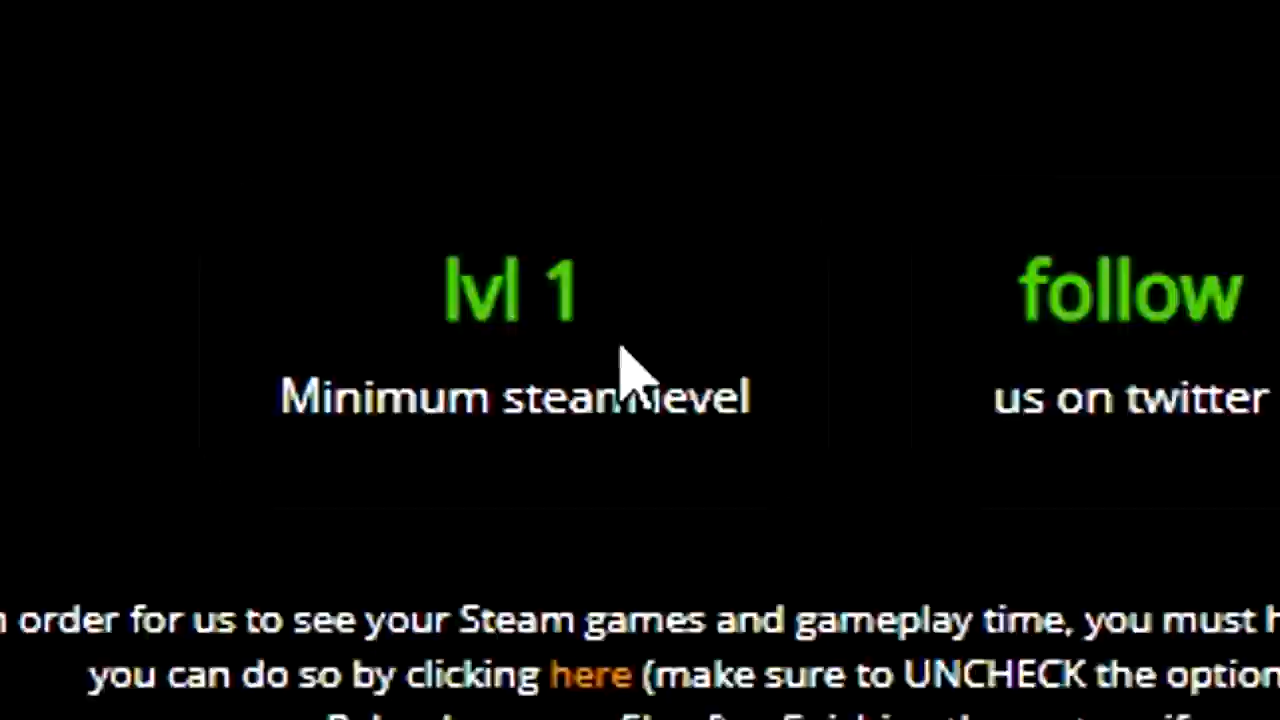 lvl 1
follow
Minimum steam level
us on twitter
order for us to see your Steam games and gameplay time, you must
you can do so by clicking here (make sure to UNCHECK the option